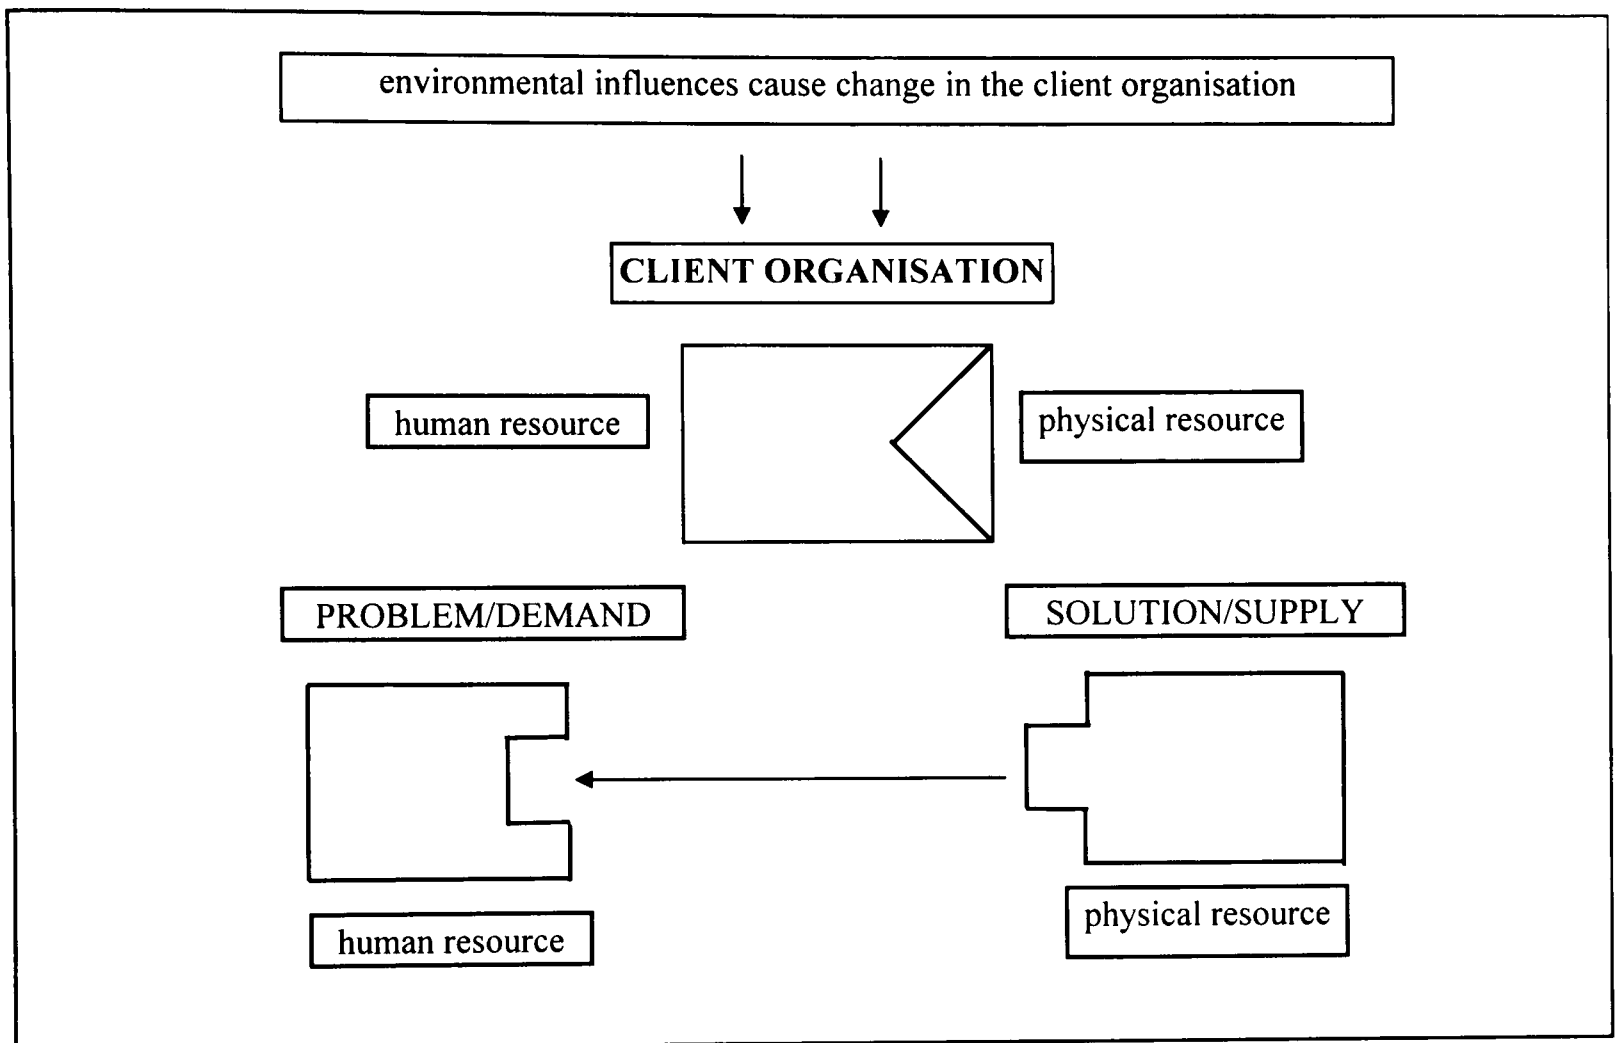 environmental influences cause change in the client organisation
CLIENT ORGANISATION
human resource
physical resource
PROBLEM/DEMAND
SOLUTION/SUPPLY
human resource
physical resource